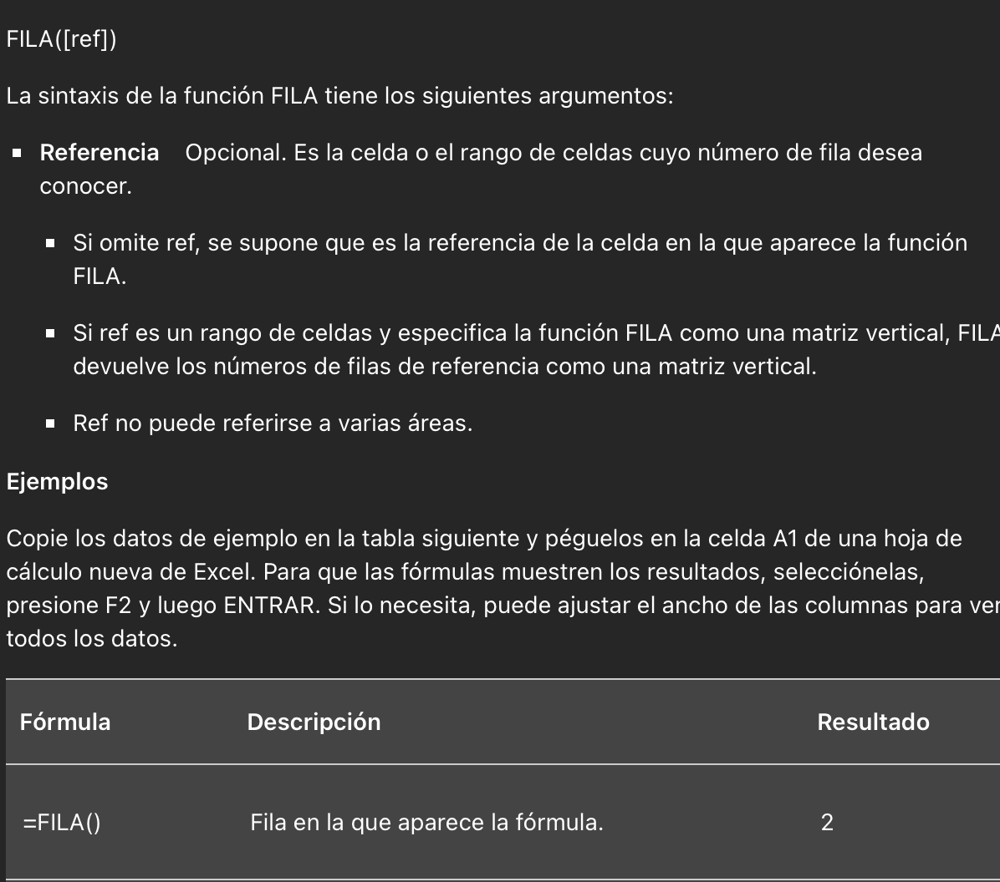 FILA([ref])
La sintaxis de la función FILA tiene los siguientes argumentos:
Referencia Opcional. Es la celda o el rango de celdas cuyo número de fila desea
conocer.
Si omite ref, se supone que es la referencia de la celda en la que aparece la función
FILA.
Si ref es un rango de celdas y especifica la función FILA como una matriz vertical, FILA
devuelve los números de filas de referencia como una matriz vertical.
Ref no puede referirse a varias áreas.
Ejemplos
Copie los datos de ejemplo en la tabla siguiente y péguelos en la celda A1 de una hoja de
cálculo nueva de Excel. Para que las fórmulas muestren los resultados, selecciónelas,
presione F2 y luego ENTRAR. Si lo necesita, puede ajustar el ancho de las columnas para ver
todos los datos.
Fórmula Descripción Resultado
=FILA() Fila en la que aparece la fórmula. 2